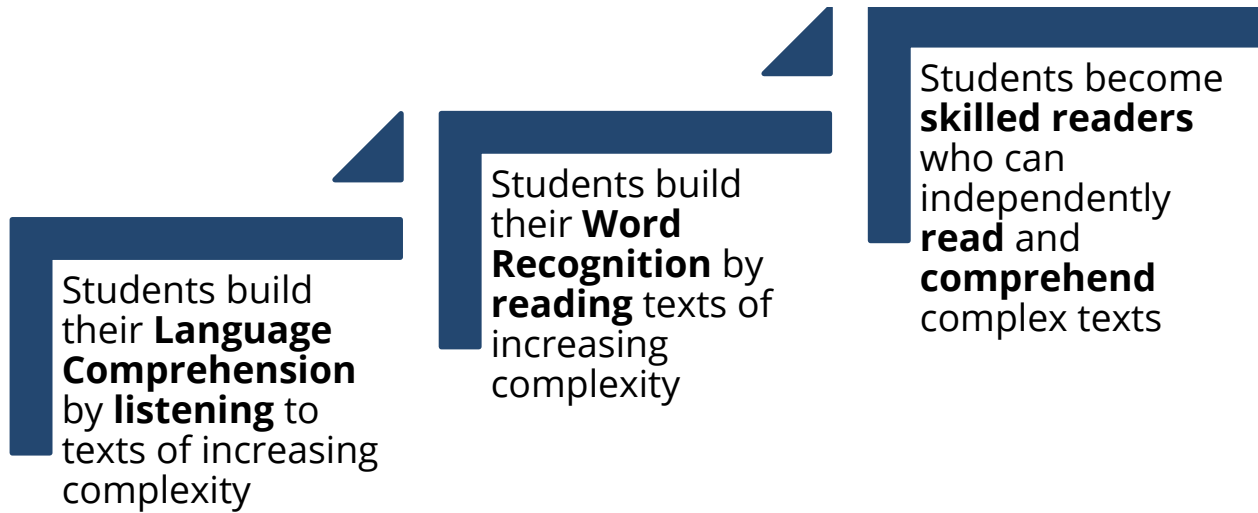 Students build
their Language
Comprehension
by listening to
texts of increasing
complexity
Students build
their Word
Recognition by
reading texts of
increasing
complexity
Students become
skilled readers
who can
independently
read and
comprehend
complex texts